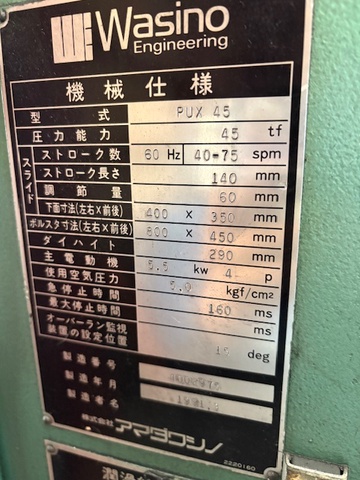 Wasino
Engineering
機械仕様
型式 PUX 45
圧力能力 45 tf
スライド
ストローク数 60 Hz 40-75 spm
ストローク長さ 140 mm
調節量 60 mm
下面寸法(左右×前後) 400 × 350 mm
ボルスタ寸法(左右×前後) 800 × 450 mm
ダイハイト 290 mm
主電動機 5.5 kw 4 p
使用空気圧力 5.0 kgf/cm²
急停止時間 160 ms
最大停止時間 ms
オーバーラン監視
装置の設定位置 15 deg
製造番号
製造年月
製造者名
株式会社アマダワシノ
2220160